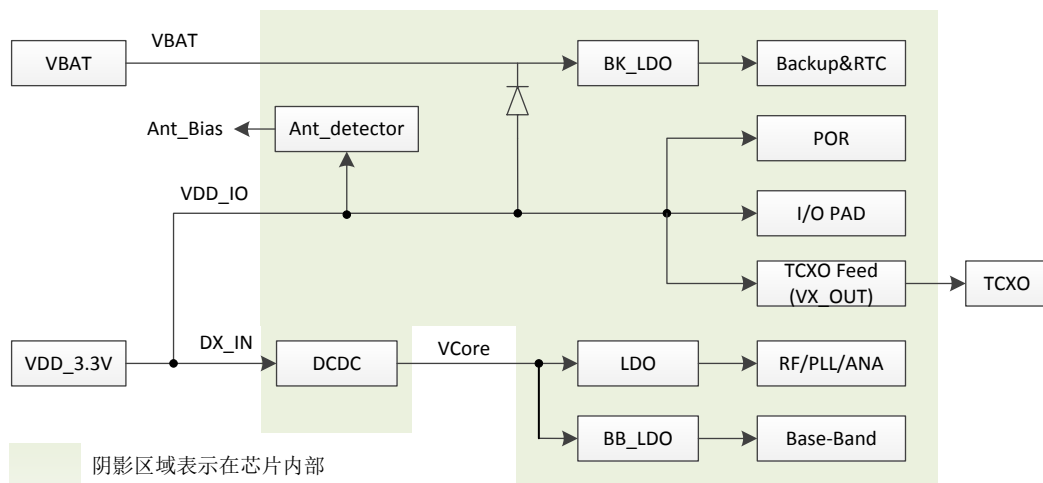 VBAT
VBAT
BK_LDO
Backup&RTC
Ant_Bias
Ant_detector
POR
VDD_IO
I/O PAD
TCXO Feed
(VX_OUT)
TCXO
VDD_3.3V
DX_IN
DCDC
VCore
LDO
RF/PLL/ANA
BB_LDO
Base-Band
阴影区域表示在芯片内部